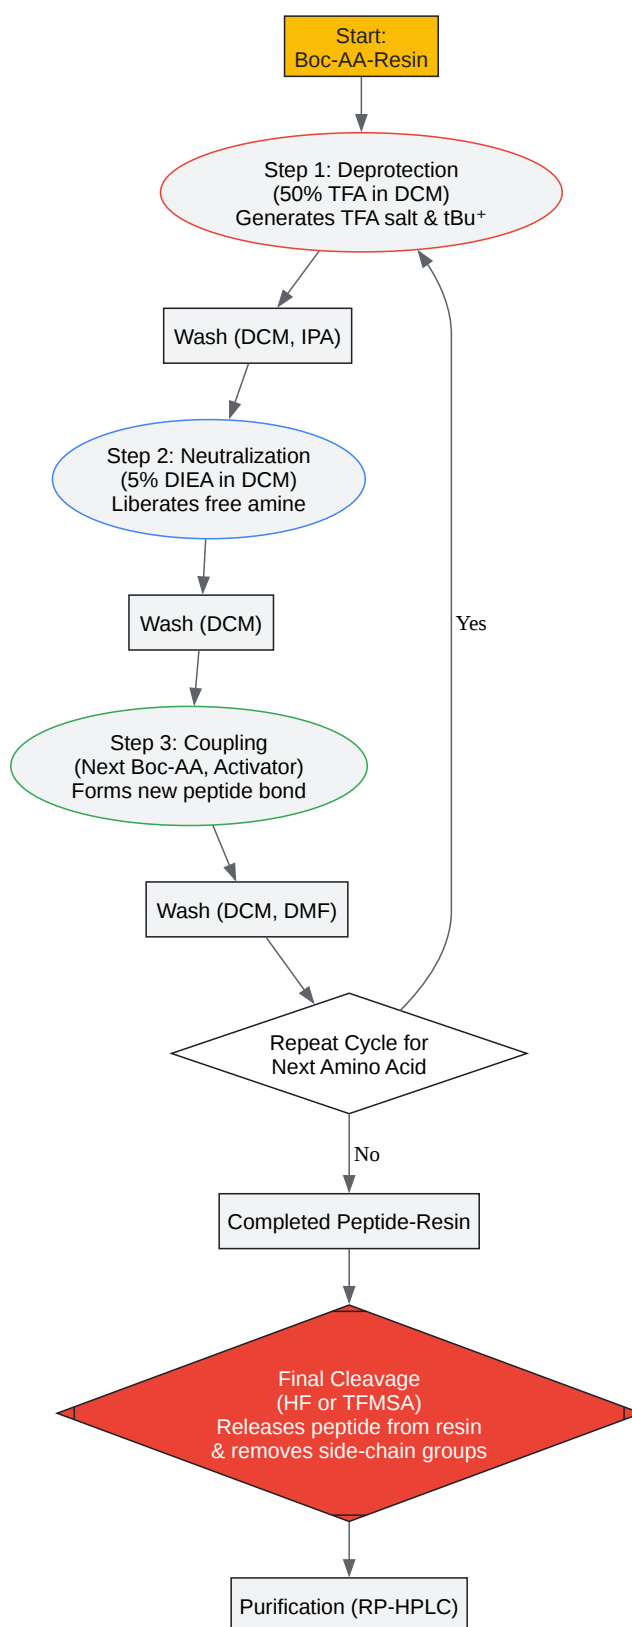 Start:
Boc-AA-Resin
Step 1: Deprotection
(50% TFA in DCM)
Generates TFA salt & tBu⁺
Wash (DCM, IPA)
Step 2: Neutralization
(5% DIEA in DCM)
Liberates free amine
Wash (DCM)
Yes
Step 3: Coupling
(Next Boc-AA, Activator)
Forms new peptide bond
Wash (DCM, DMF)
Repeat Cycle for
Next Amino Acid
No
Completed Peptide-Resin
Final Cleavage
(HF or TFMSA)
Releases peptide from resin
& removes side-chain groups
Purification (RP-HPLC)